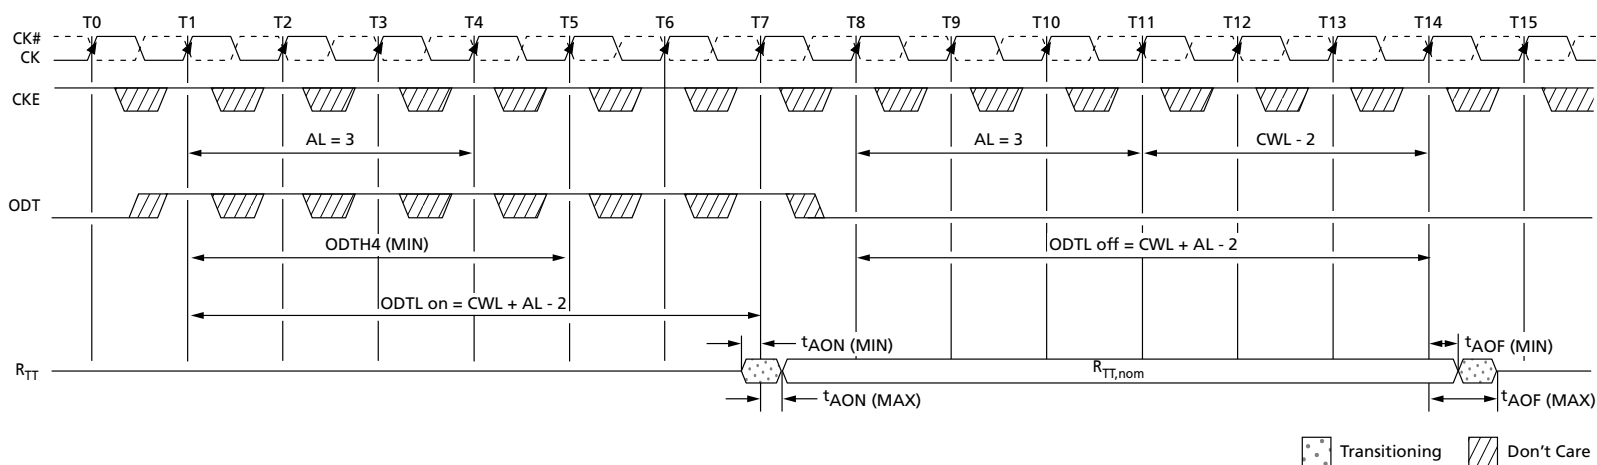 T0 T1 T2 T3 T4 T5 T6 T7 T8 T9 T10 T11 T12 T13 T14 T15
CK#
CK
CKE
AL = 3 AL = 3 CWL - 2
ODT
ODTH4 (MIN) ODTL off = CWL + AL - 2
ODTL on = CWL + AL - 2
tAON (MIN) tAOF (MIN)
RTT RTT,nom
tAON (MAX) tAOF (MAX)
Transitioning Don't Care